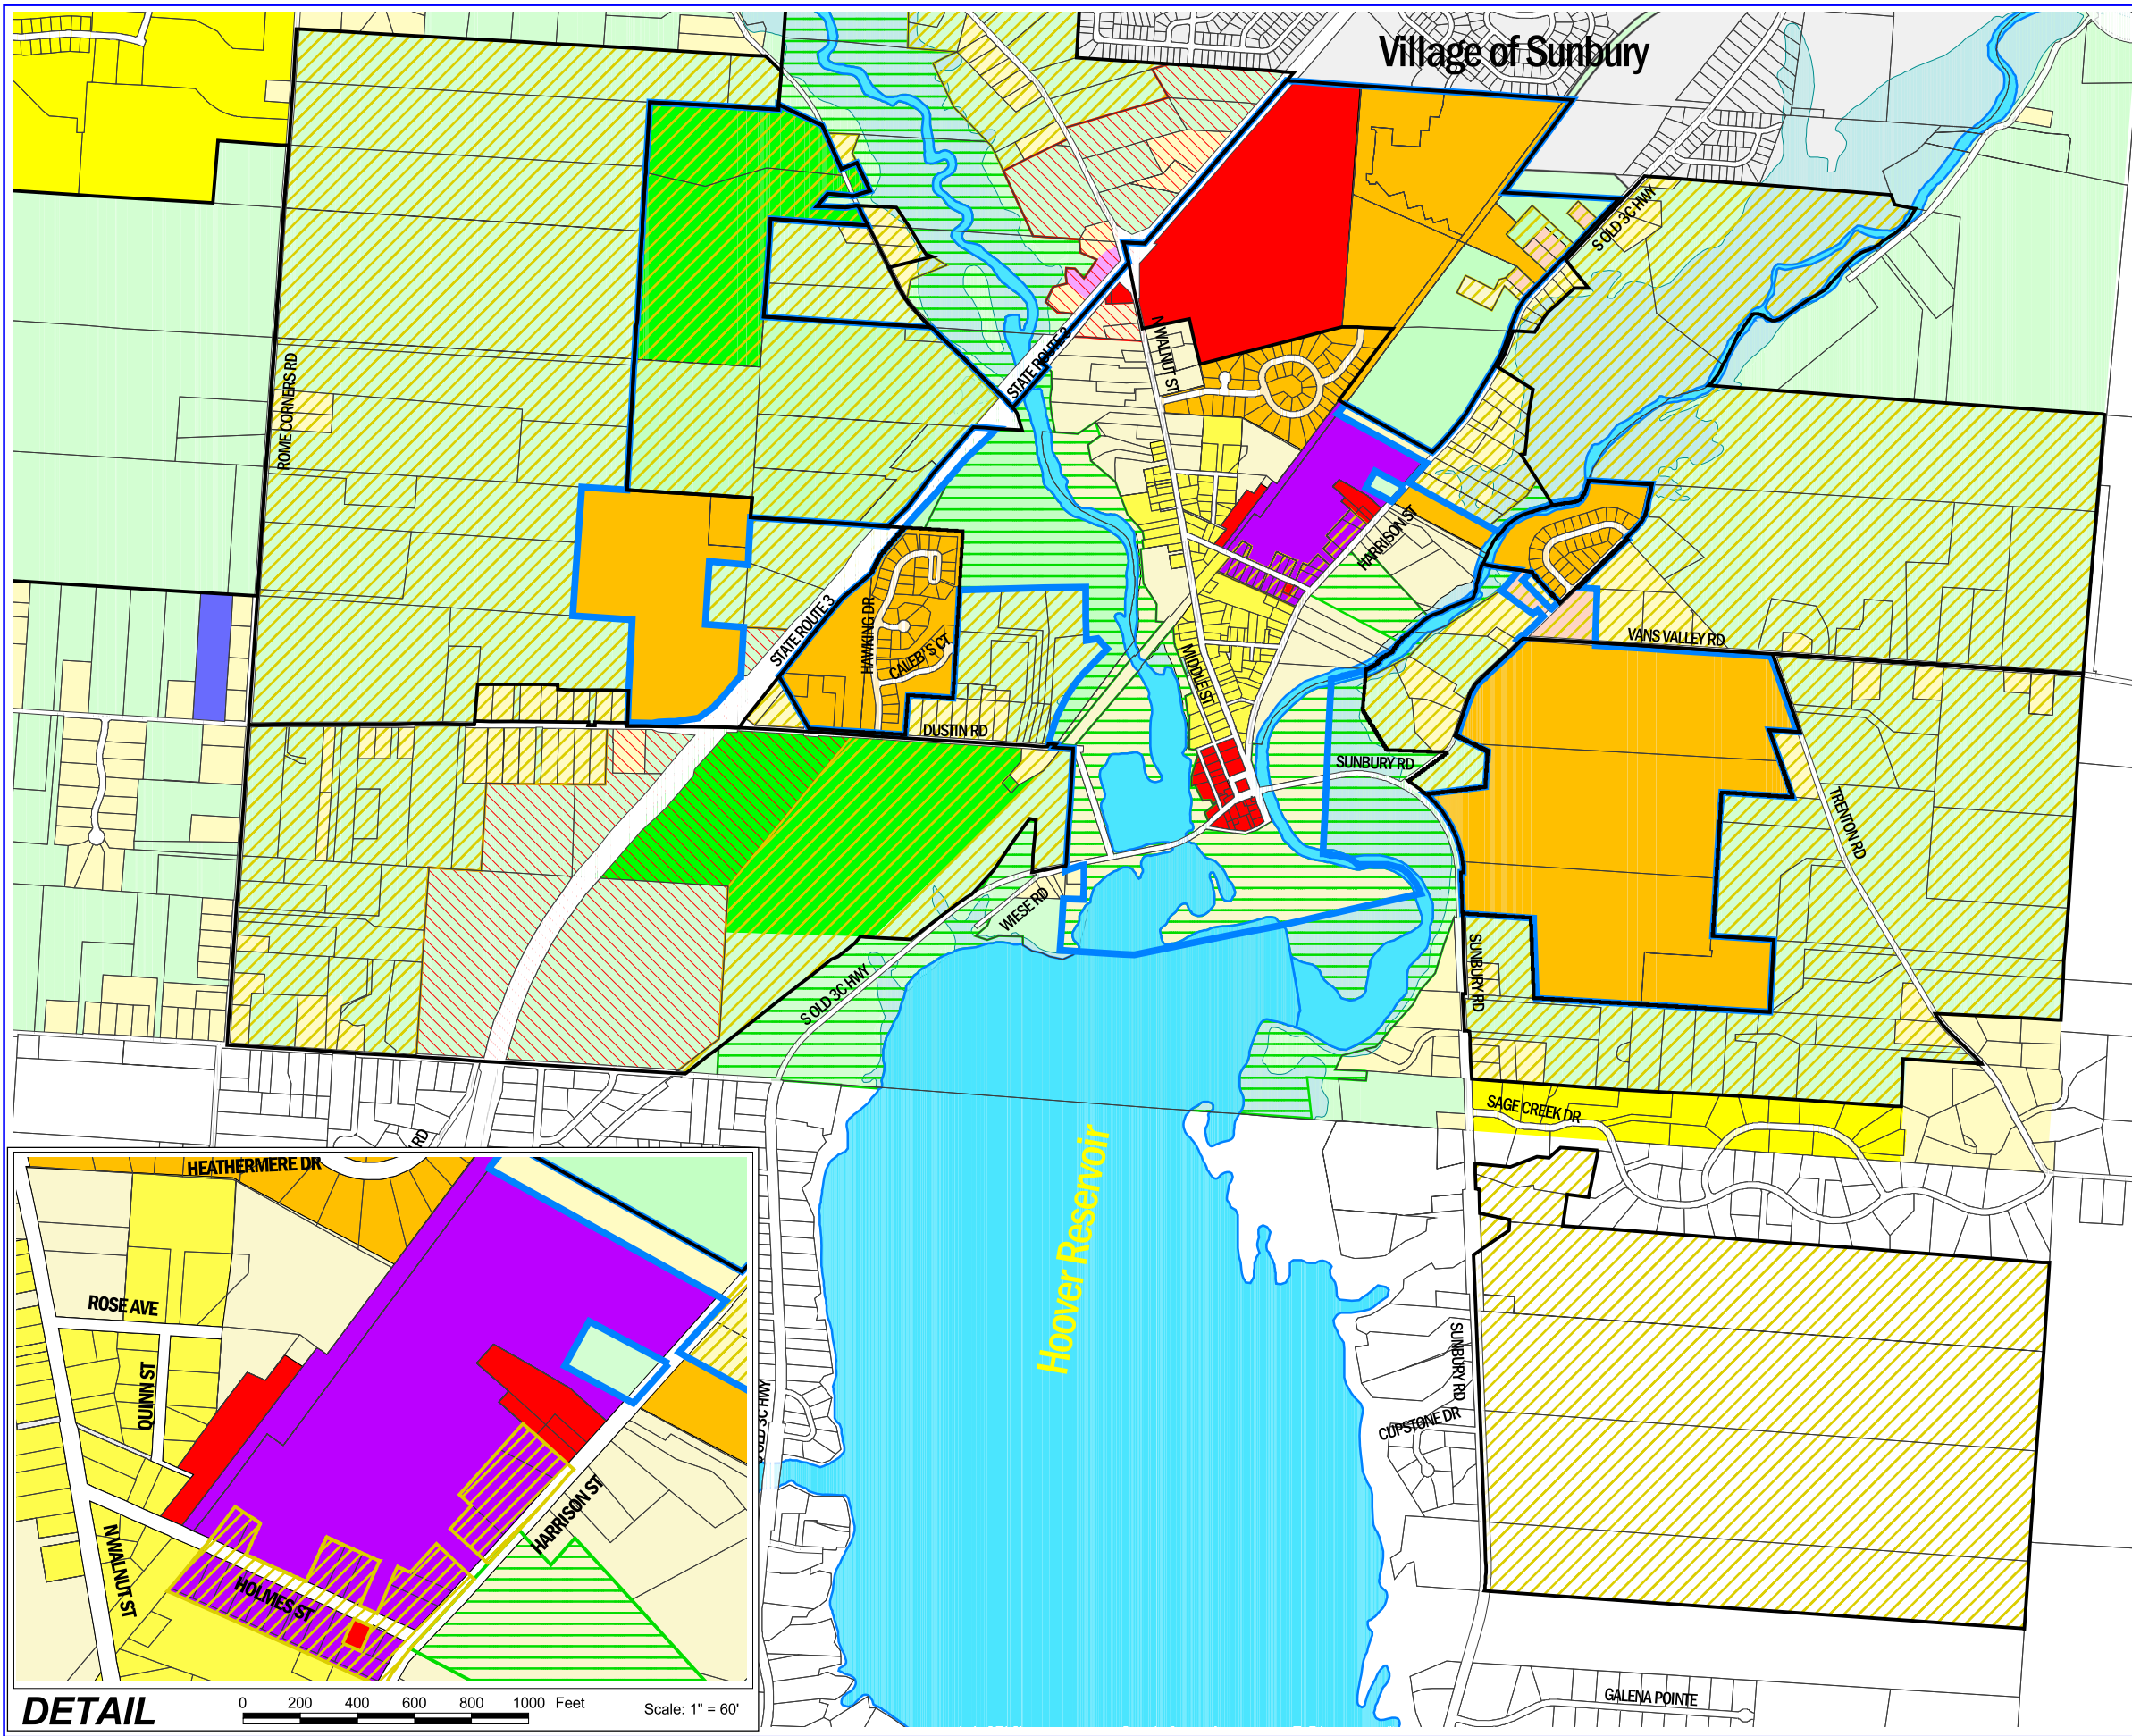 Village of Sunbury
S OLD 3C HWY
STATE ROUTE 3
N WALNUT ST
ROME CORNERS RD
HARRISON ST
STATE ROUTE 3
HAWKING DR
CALEB'S CT
MIDDLE ST
VANS VALLEY RD
DUSTIN RD
SUNBURY RD
TRENTON RD
WIESE RD
S OLD 3C HWY
SUNBURY RD
SAGE CREEK DR
Hoover Reservoir
SUNBURY RD
CUPSTONE DR
GALENA POINTE
RD
OLD 3C HWY
HEATHERMERE DR
ROSE AVE
QUINN ST
HARRISON ST
N WALNUT ST
HOLMES ST
DETAIL
0 200 400 600 800 1000 Feet
Scale: 1" = 60'